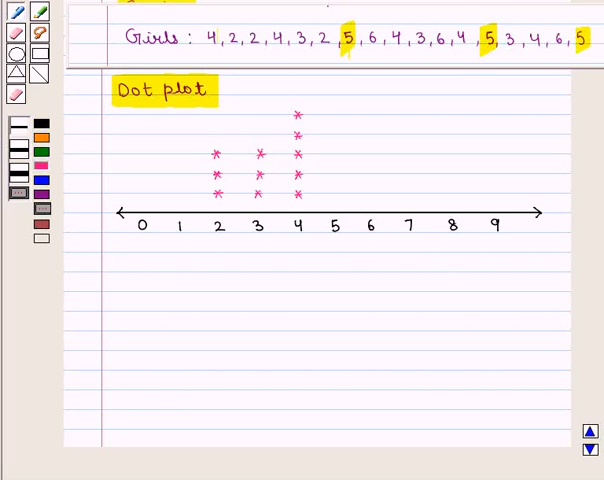 Girls : 4, 2, 2, 4, 3, 2, 5, 6, 4, 3, 6, 4, 5, 3, 4, 6, 5
Dot plot
0 1 2 3 4 5 6 7 8 9